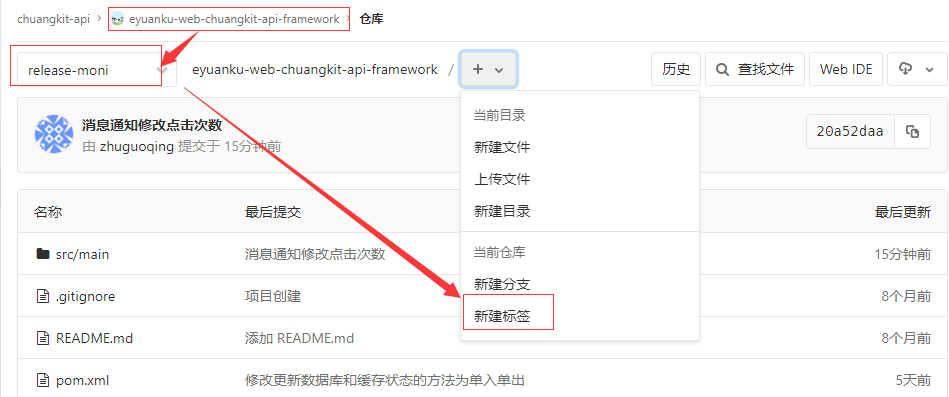 chuangkit-api > eyuanku-web-chuangkit-api-framework > 仓库
release-moni
eyuanku-web-chuangkit-api-framework /
历史
查找文件
Web IDE
当前目录
新建文件
上传文件
新建目录
当前仓库
新建分支
新建标签
消息通知修改点击次数
由 zhuguoqing 提交于 15分钟前
20a52daa
名称 最后提交 最后更新
src/main 消息通知修改点击次数 15分钟前
.gitignore 项目创建 8个月前
README.md 添加 README.md 8个月前
pom.xml 修改更新数据库和缓存状态的方法为单入单出 5天前